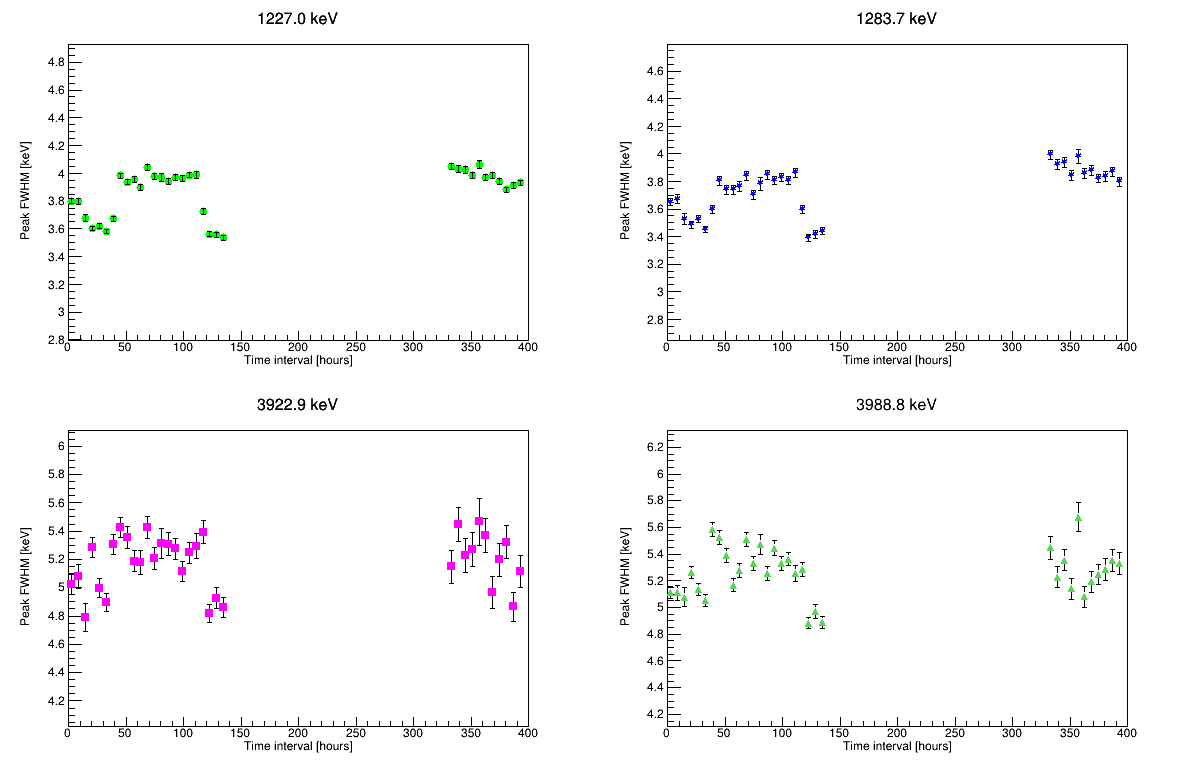 1227.0 keV
Peak FWHM [keV]
4.8
4.6
4.4
4.2
4
3.8
3.6
3.4
3.2
3
2.8
0 50 100 150 200 250 300 350 400
Time interval [hours]
1283.7 keV
Peak FWHM [keV]
4.6
4.4
4.2
4
3.8
3.6
3.4
3.2
3
2.8
0 50 100 150 200 250 300 350 400
Time interval [hours]
3922.9 keV
Peak FWHM [keV]
6
5.8
5.6
5.4
5.2
5
4.8
4.6
4.4
4.2
0 50 100 150 200 250 300 350 400
Time interval [hours]
3988.8 keV
Peak FWHM [keV]
6.2
6
5.8
5.6
5.4
5.2
5
4.8
4.6
4.4
4.2
0 50 100 150 200 250 300 350 400
Time interval [hours]